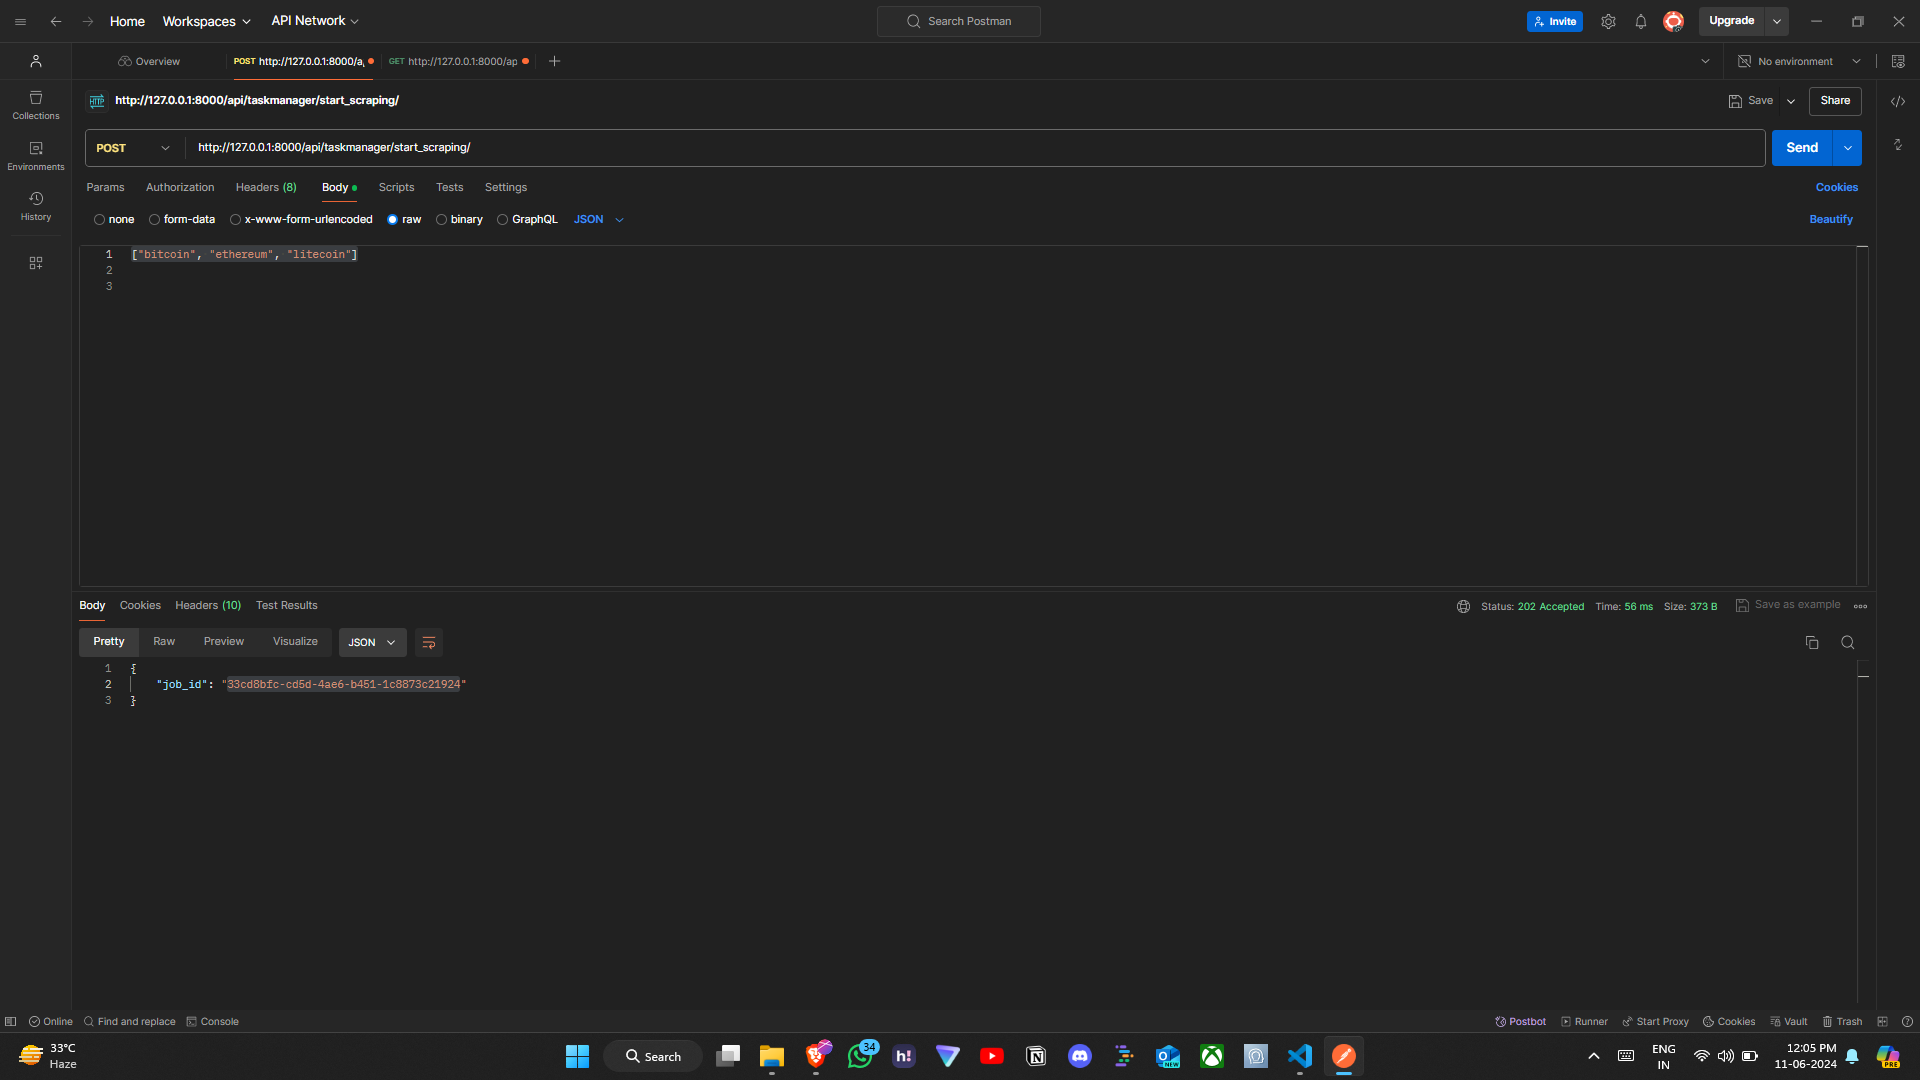 Home Workspaces API Network Search Postman Invite Upgrade
Overview POST http://127.0.0.1:8000/a GET http://127.0.0.1:8000/ap No environment
HTTP http://127.0.0.1:8000/api/taskmanager/start_scraping/ Save Share
POST http://127.0.0.1:8000/api/taskmanager/start_scraping/ Send
Collections
Environments
History
Params Authorization Headers (8) Body Scripts Tests Settings Cookies
none form-data x-www-form-urlencoded raw binary GraphQL JSON Beautify
1 ["bitcoin", "ethereum", "litecoin"]
2
3
Body Cookies Headers (10) Test Results Status: 202 Accepted Time: 56 ms Size: 373 B Save as example
Pretty Raw Preview Visualize JSON
1 {
2 "job_id": "33cd8bfc-cd5d-4ae6-b451-1c8873c21924"
3 }
Online Find and replace Console Postbot Runner Start Proxy Cookies Vault Trash
33°C
Haze
Search
34
h!
NEW
ENG
IN
12:05 PM
11-06-2024
PRE